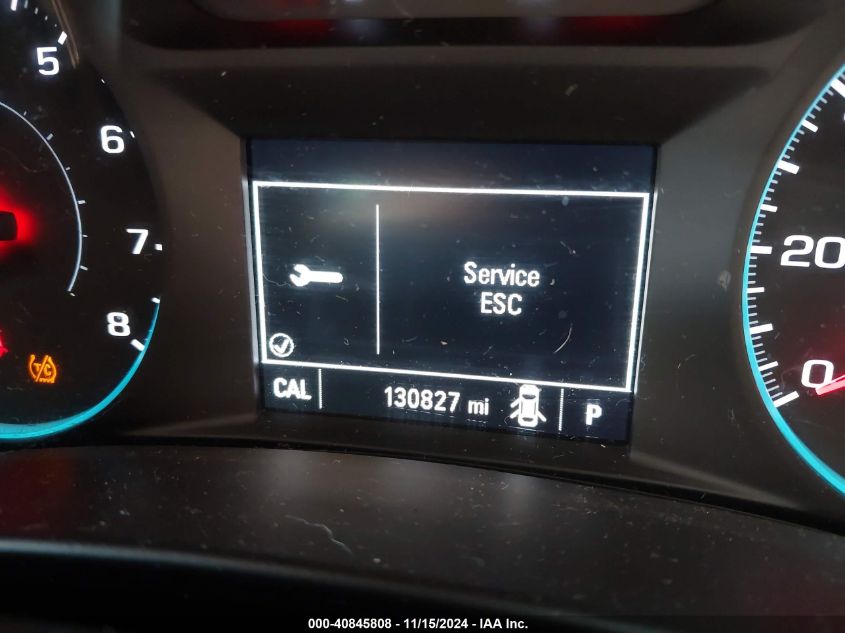 5
6
7
8
T/C
Service
ESC
CAL
130827 mi
P
20
0
000-40845808 - 11/15/2024 - IAA Inc.